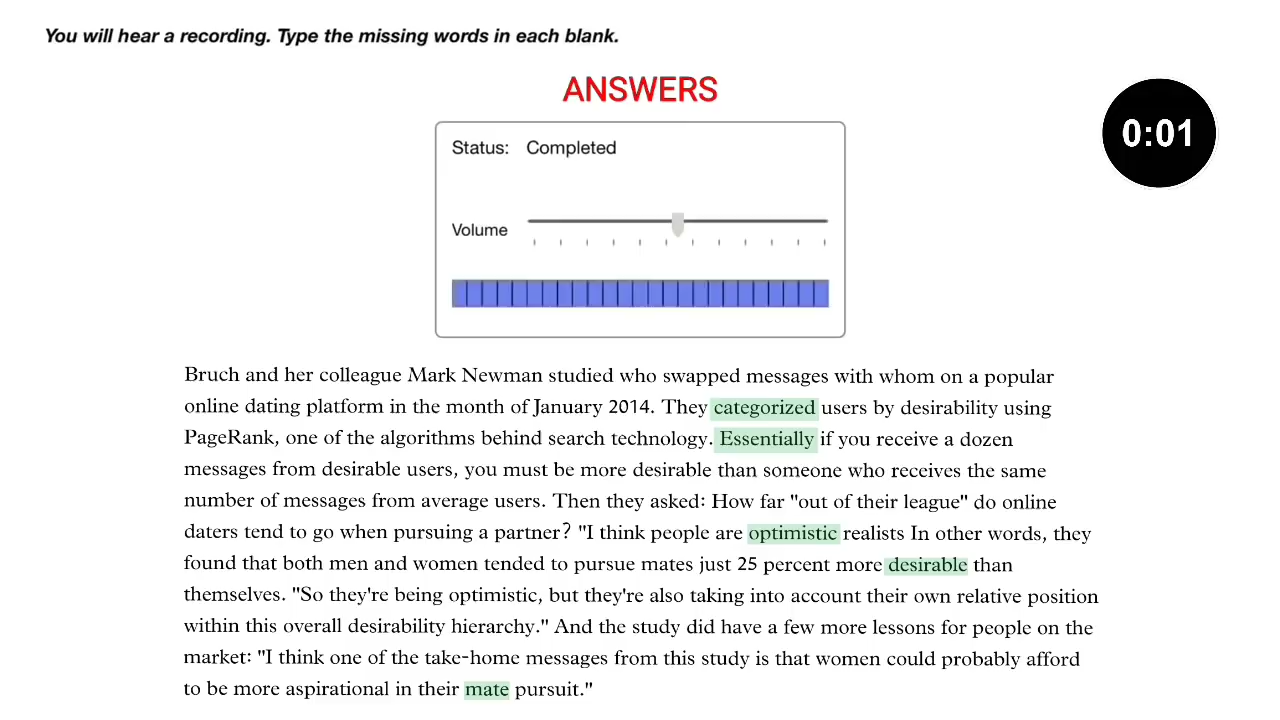 You will hear a recording. Type the missing words in each blank.
ANSWERS
0:01
Status: Completed
Volume
Bruch and her colleague Mark Newman studied who swapped messages with whom on a popular
online dating platform in the month of January 2014. They categorized users by desirability using
PageRank, one of the algorithms behind search technology. Essentially if you receive a dozen
messages from desirable users, you must be more desirable than someone who receives the same
number of messages from average users. Then they asked: How far "out of their league" do online
daters tend to go when pursuing a partner? "I think people are optimistic realists In other words, they
found that both men and women tended to pursue mates just 25 percent more desirable than
themselves. "So they're being optimistic, but they're also taking into account their own relative position
within this overall desirability hierarchy." And the study did have a few more lessons for people on the
market: "I think one of the take-home messages from this study is that women could probably afford
to be more aspirational in their mate pursuit."